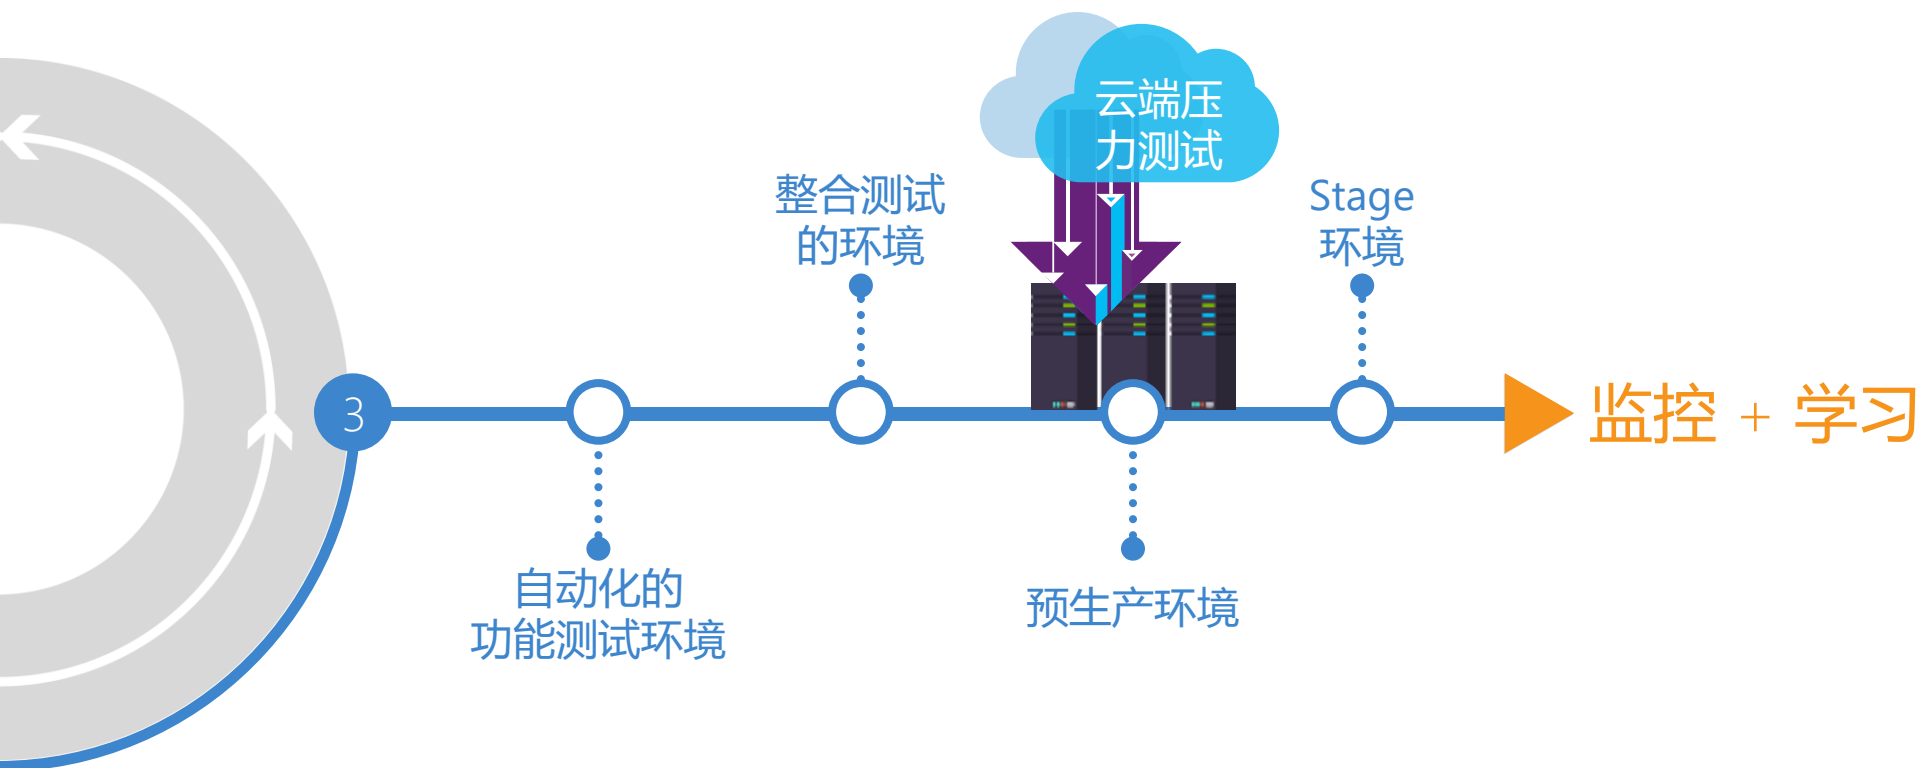 云端压
力测试
整合测试
的环境
Stage
环境
3
监控 + 学习
自动化的
功能测试环境
预生产环境